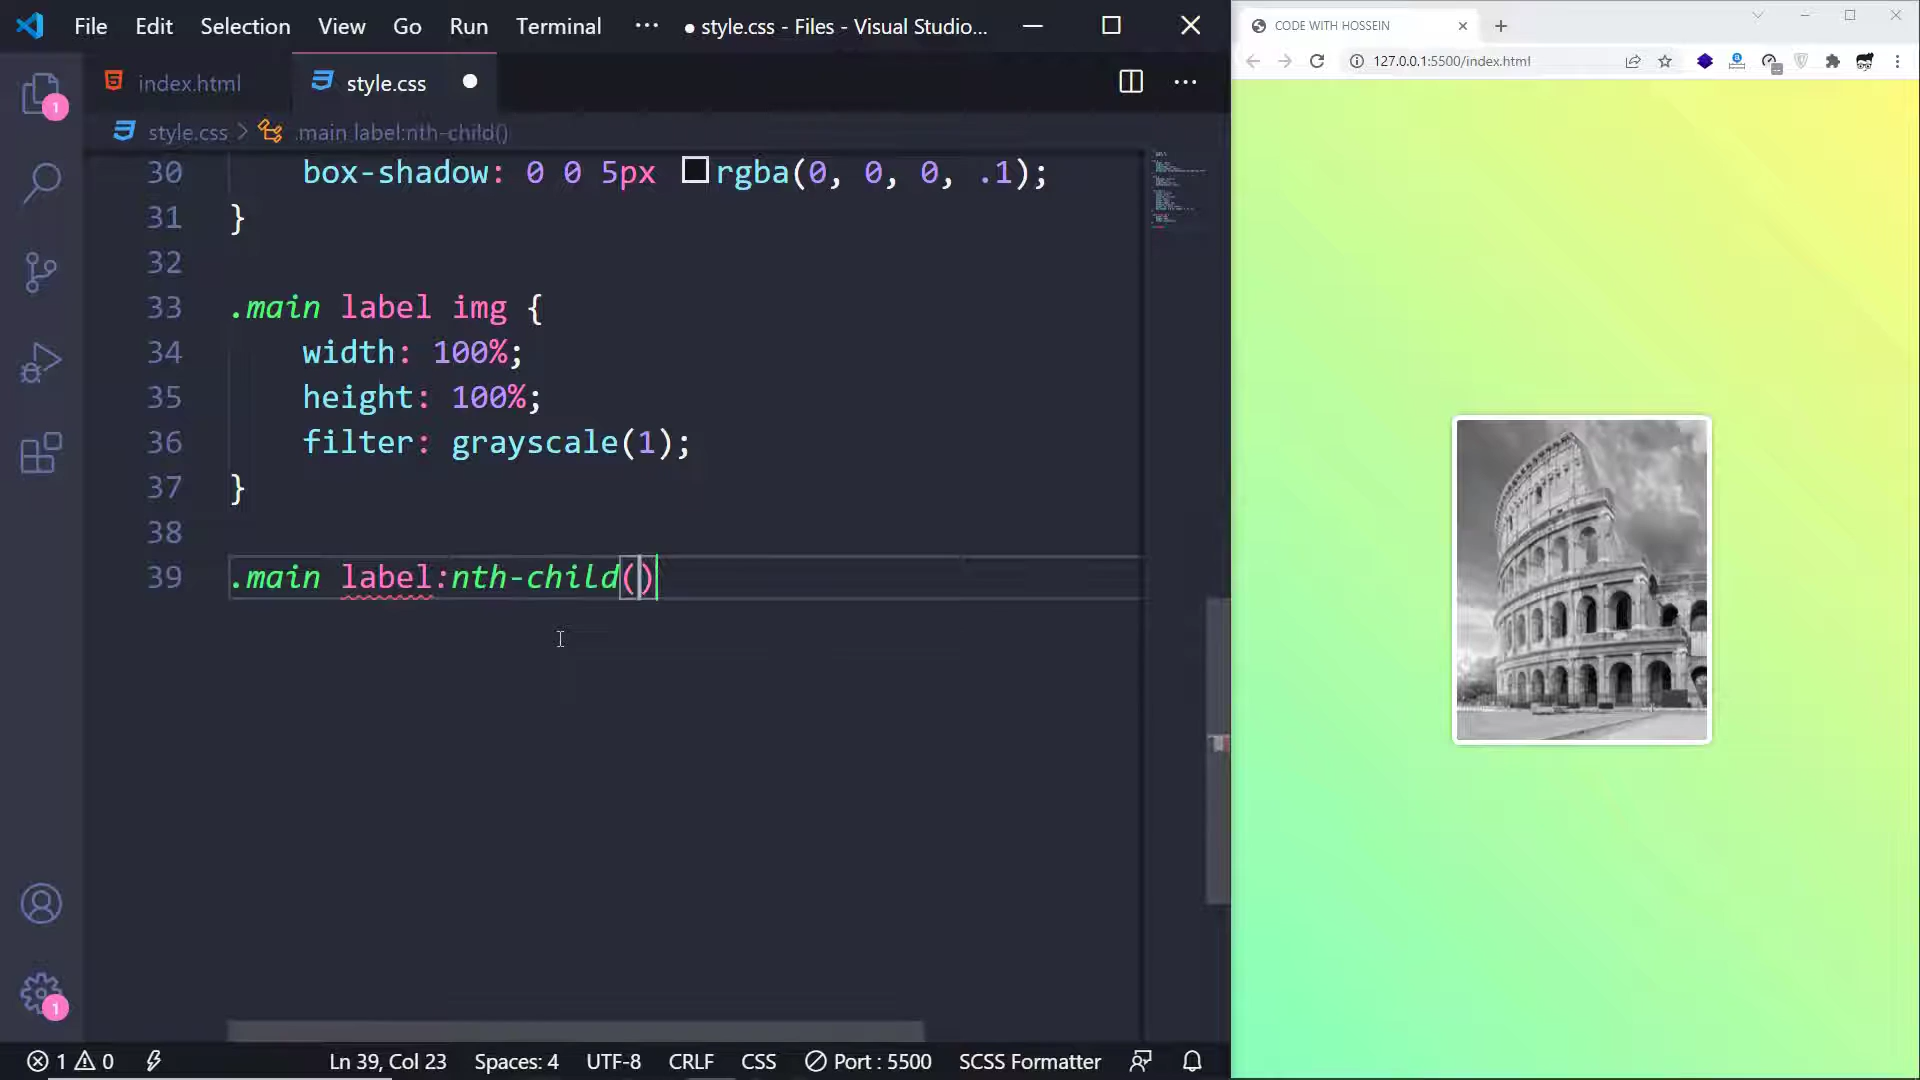 File Edit Selection View Go Run Terminal ··· ● style.css - Files - Visual Studio...
index.html style.css ●
style.css > .main label:nth-child()
30 box-shadow: 0 0 5px rgba(0, 0, 0, .1);
31 }
32
33 .main label img {
34 width: 100%;
35 height: 100%;
36 filter: grayscale(1);
37 }
38
39 .main label:nth-child()
1
1
1 0 Ln 39, Col 23 Spaces: 4 UTF-8 CRLF CSS Port : 5500 SCSS Formatter
CODE WITH HOSSEIN
127.0.0.1:5500/index.html